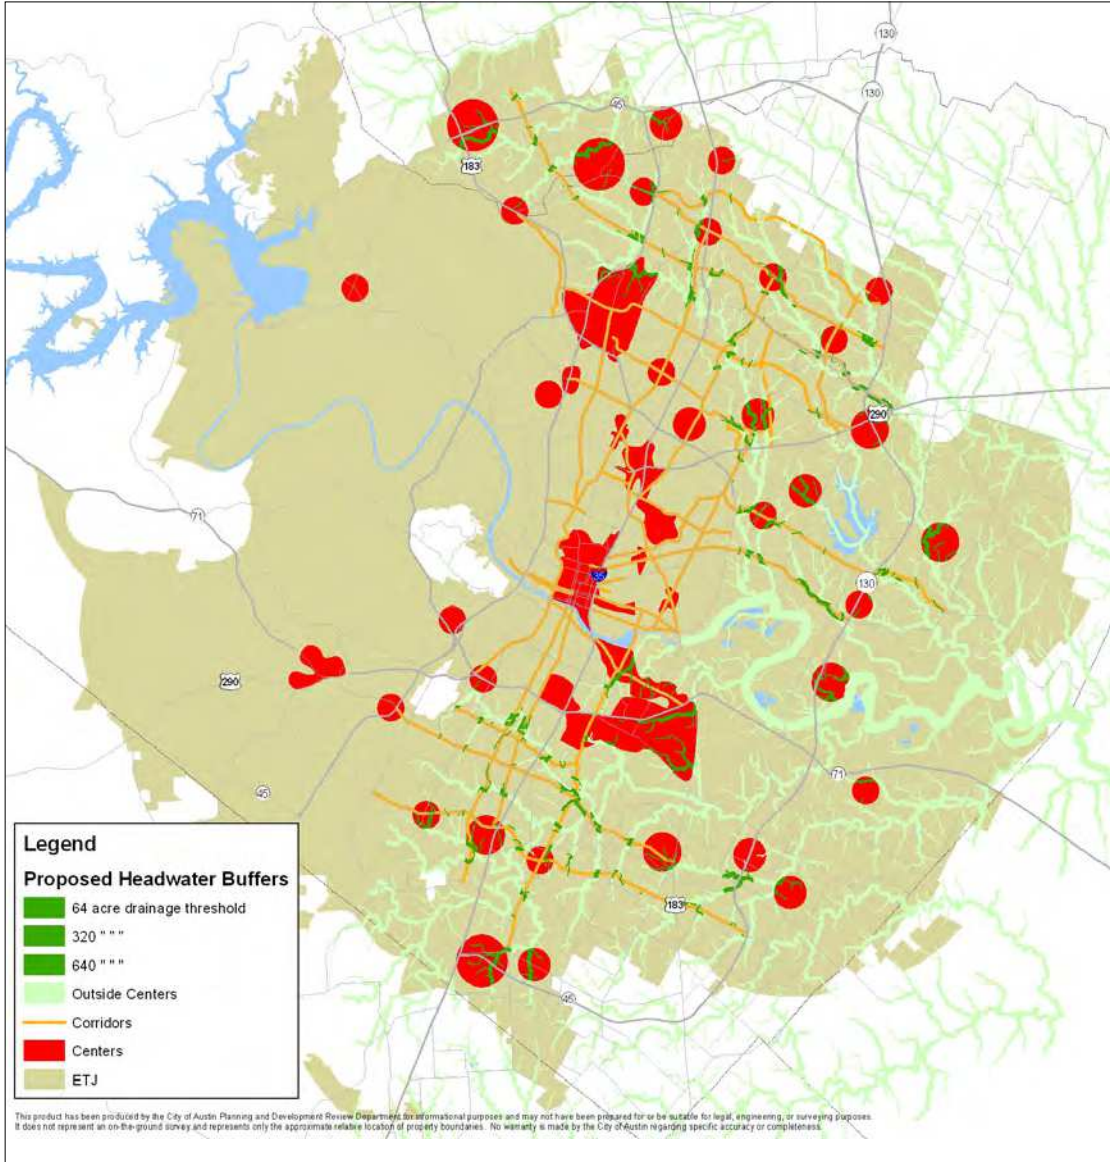 130
130
45
183
290
71
130
290
71
45
183
45
Legend
Proposed Headwater Buffers
64 acre drainage threshold
320 " " "
640 " " "
Outside Centers
Corridors
Centers
ETJ
This product has been produced by the City of Austin Planning and Development Review Department for informational purposes and may not have been prepared for or be suitable for legal, engineering, or surveying purposes.
It does not represent an on-the-ground survey and represents only the approximate relative location of property boundaries. No warranty is made by the City of Austin regarding specific accuracy or completeness.